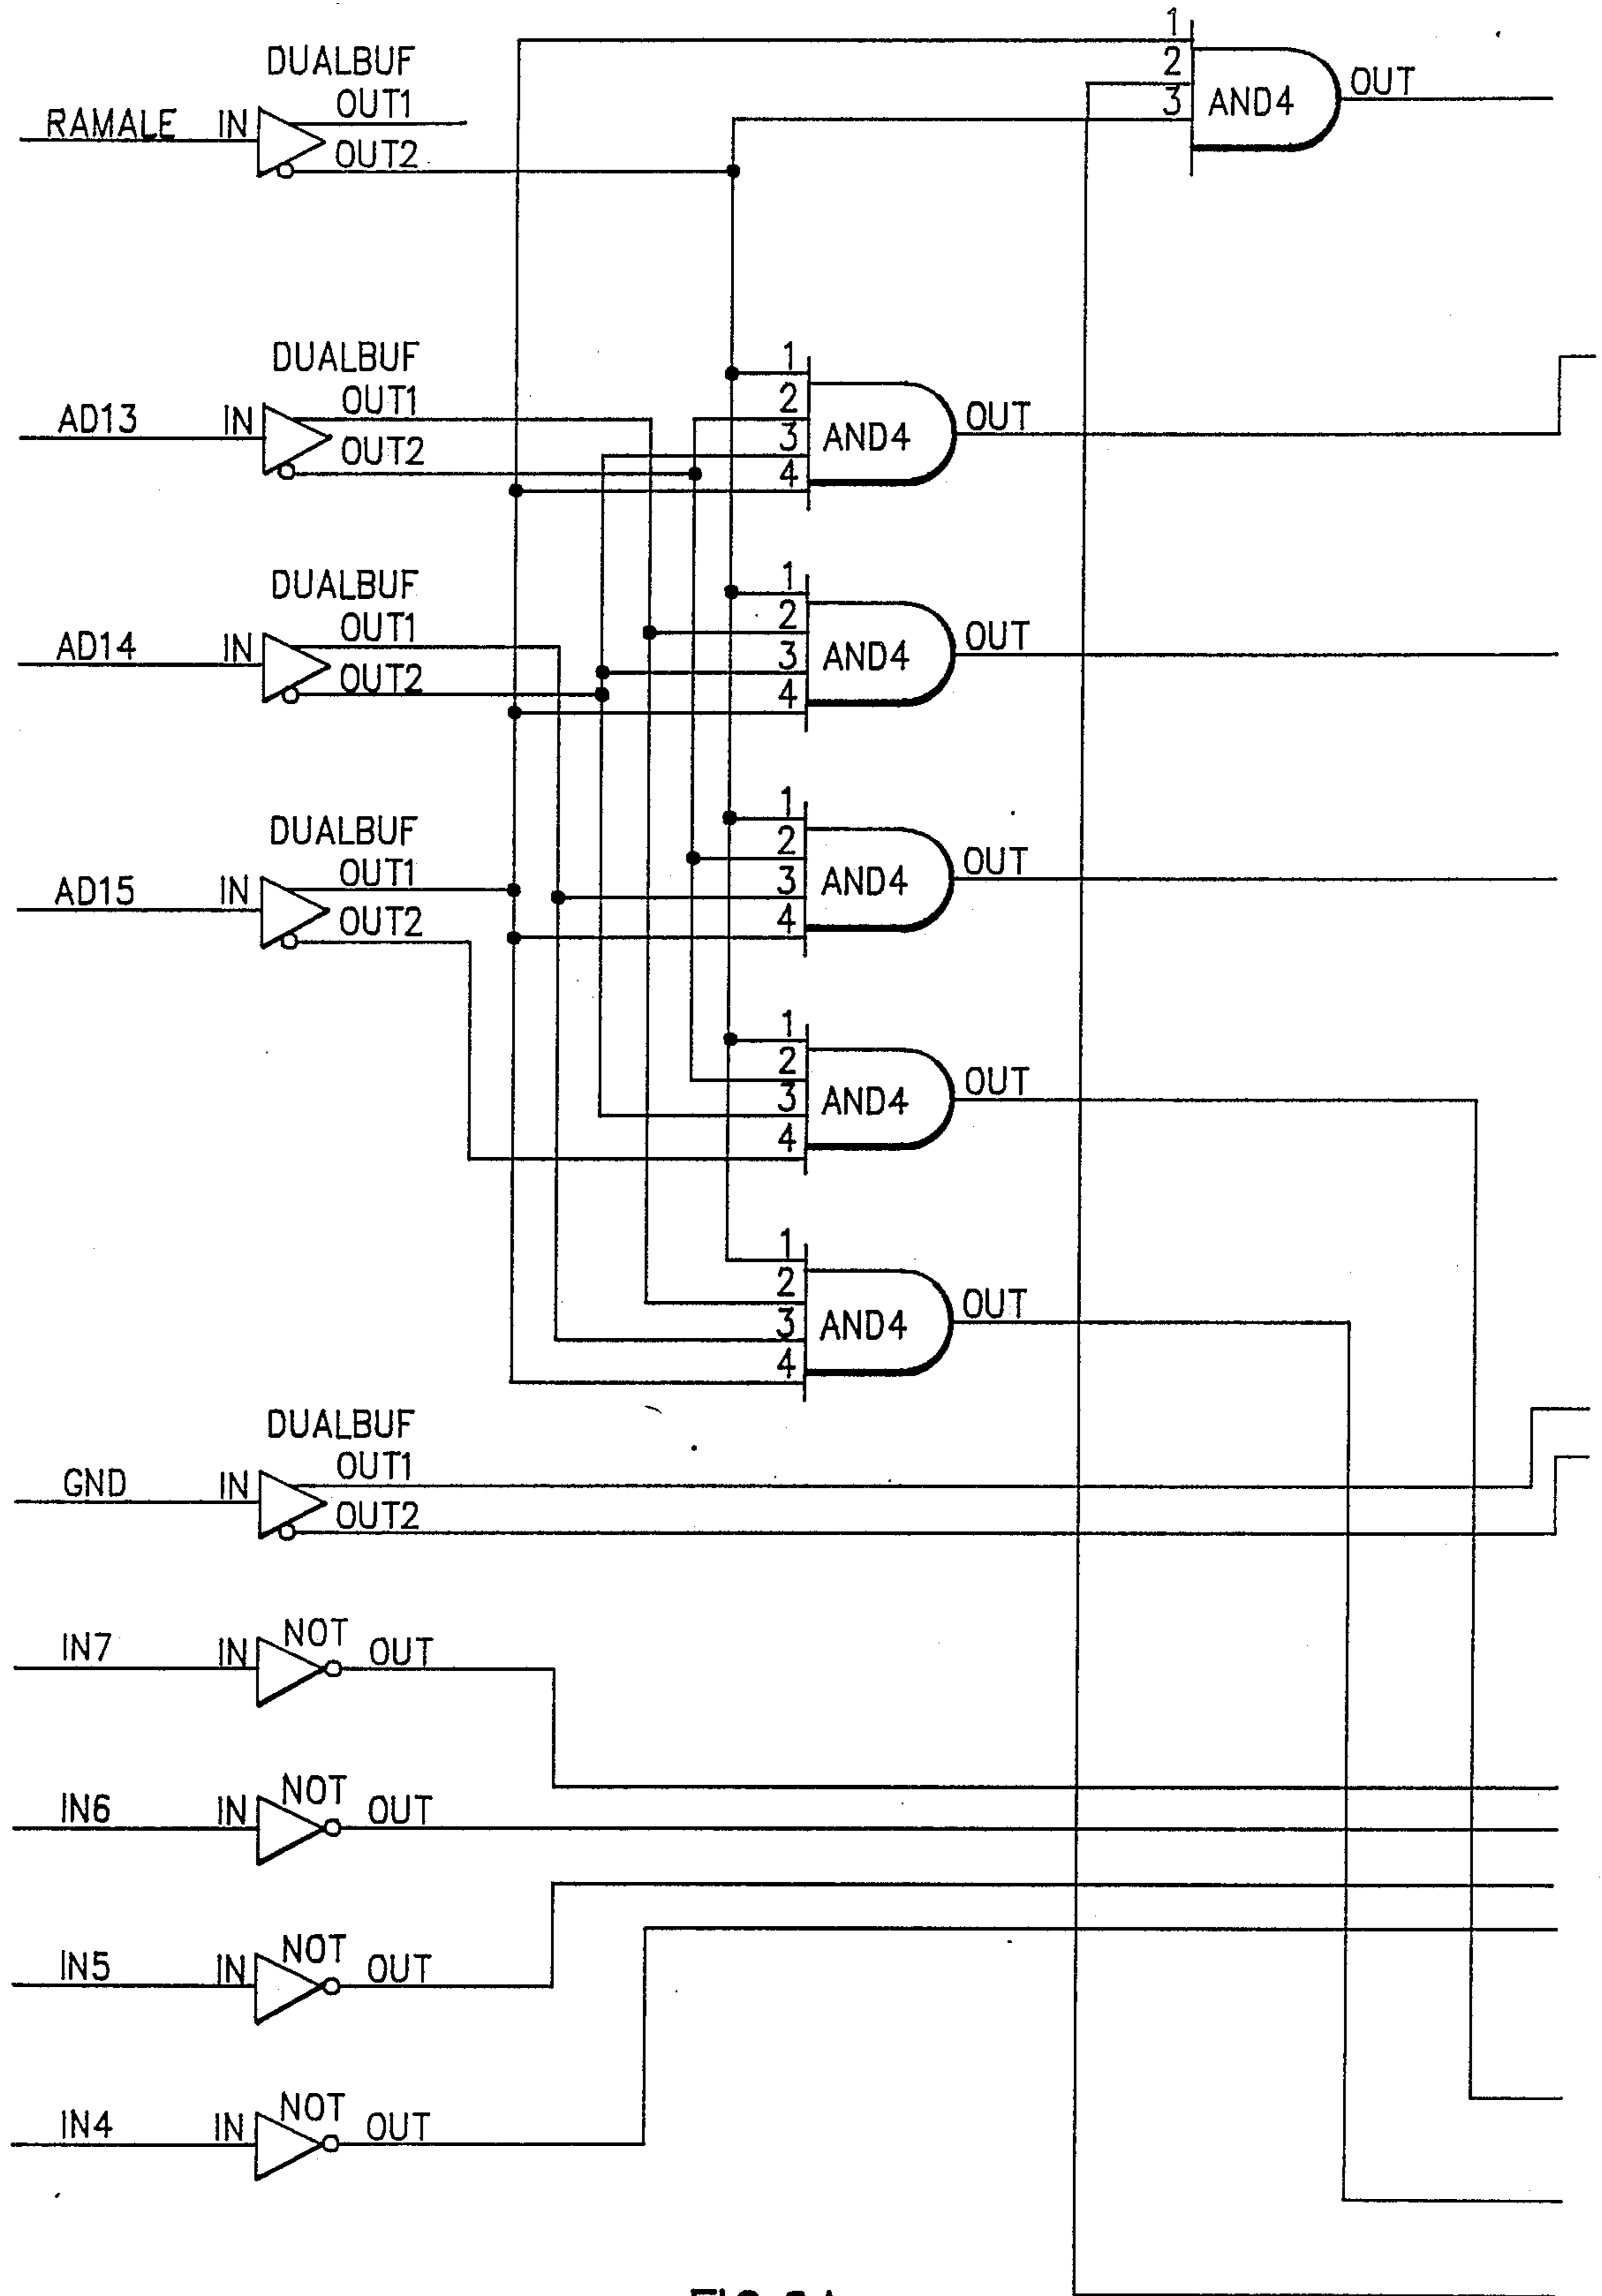 DUALBUF
RAMALE IN OUT1
OUT2
1
2
3
AND4 OUT
DUALBUF
AD13 IN OUT1
OUT2
1
2
3
4
AND4 OUT
DUALBUF
AD14 IN OUT1
OUT2
1
2
3
4
AND4 OUT
DUALBUF
AD15 IN OUT1
OUT2
1
2
3
4
AND4 OUT
1
2
3
4
AND4 OUT
1
2
3
4
AND4 OUT
DUALBUF
GND IN OUT1
OUT2
NOT
IN7 IN OUT
NOT
IN6 IN OUT
NOT
IN5 IN OUT
NOT
IN4 IN OUT